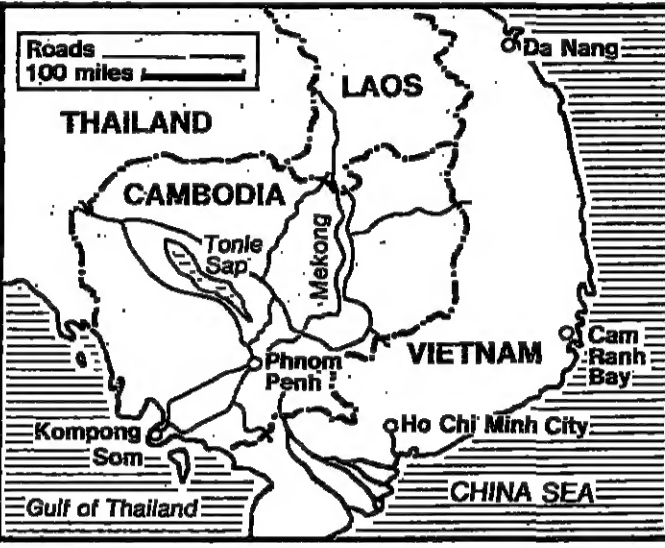 Roads
100 miles
Da Nang
LAOS
THAILAND
CAMBODIA
Tonle
Sap
Mekong
Phnom
Penh
VIETNAM
Cam
Ranh
Bay
Kompong
Som
Ho Chi Minh City
Gulf of Thailand
CHINA SEA